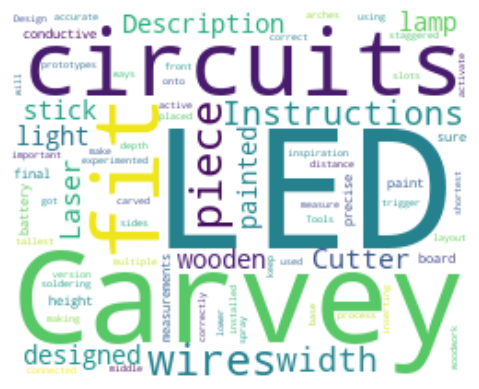 Design accurate Description arches using lamp
conductive correct staggered
circuits
prototypes ways front slots activate
will onto
stick active placed Instructions
light fit piece LED
important make depth inspiration sure
experimented distance
final got carved painted precise paint
battery Laser sides measure trigger shortest
tallest Tools layout
wooden Cutter board
version multiple used keep
soldering Carvey
height measurements correctly lower installed spray base process inserting woodwork
making
designed wires width
connected middle